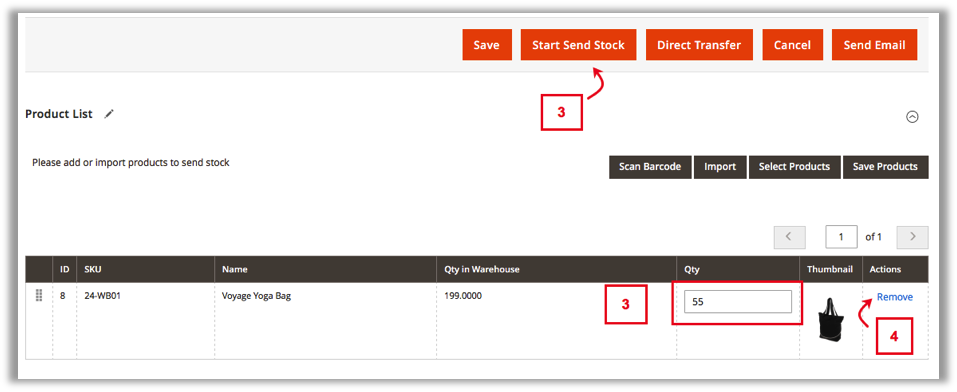 Save Start Send Stock Direct Transfer Cancel Send Email
3
Product List
Please add or import products to send stock
Scan Barcode Import Select Products Save Products
1 of 1
ID SKU Name Qty in Warehouse Qty Thumbnail Actions
8 24-WB01 Voyage Yoga Bag 199.0000 3 55 Remove
4